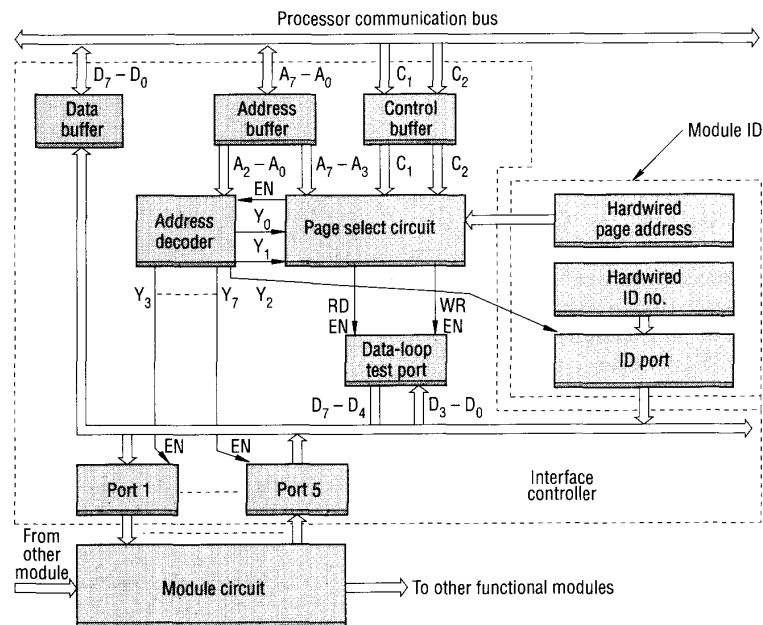 Processor communication bus
D7 – D0
A7 – A0
C1
C2
Data
buffer
Address
buffer
Control
buffer
Module ID
A2 – A0
A7 – A3
C1
C2
EN
Address
decoder
Y0
Y1
Page select circuit
Hardwired
page address
Hardwired
ID no.
Y3
Y7
Y2
RD
EN
WR
EN
Data-loop
test port
ID port
D7 – D4
D3 – D0
EN
EN
Port 1
Port 5
Interface
controller
From
other
module
Module circuit
To other functional modules